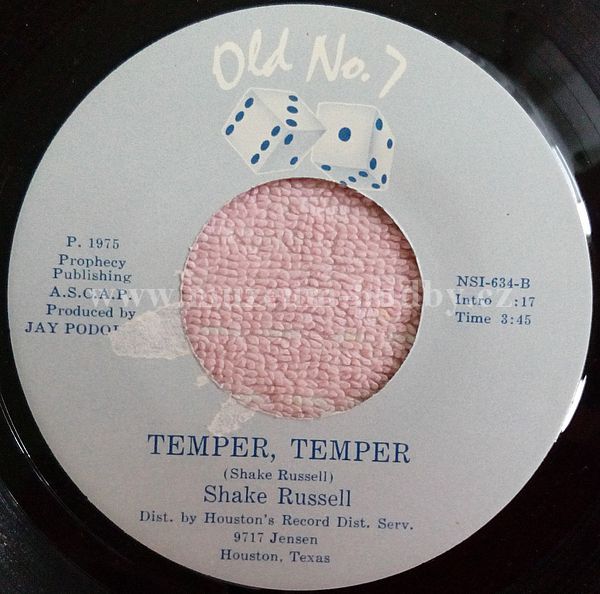 Old No. 7
P. 1975
Prophecy
Publishing
A.S.C.A.P.
Produced by
JAY
NSI-634-B
Intro :17
Time 3:45
TEMPER, TEMPER
(Shake Russell)
Shake Russell
Dist. by Houston's Record Dist. Serv.
9717 Jensen
Houston, Texas